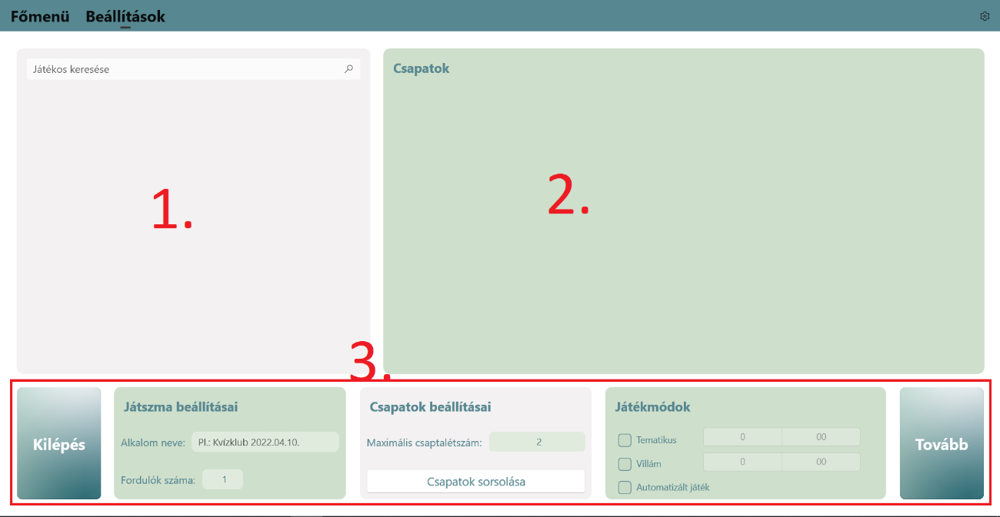 Főmenü Beállítások
Játékos keresése
Csapatok
1.
2.
3.
Kilépés
Játszma beállításai
Alkalom neve: Pl.: Kvízklub 2022.04.10.
Fordulók száma: 1
Csapatok beállításai
Maximális csaptalétszám: 2
Csapatok sorsolása
Játékmódok
Tematikus 0 00
Villám 0 00
Automatizált játék
Tovább